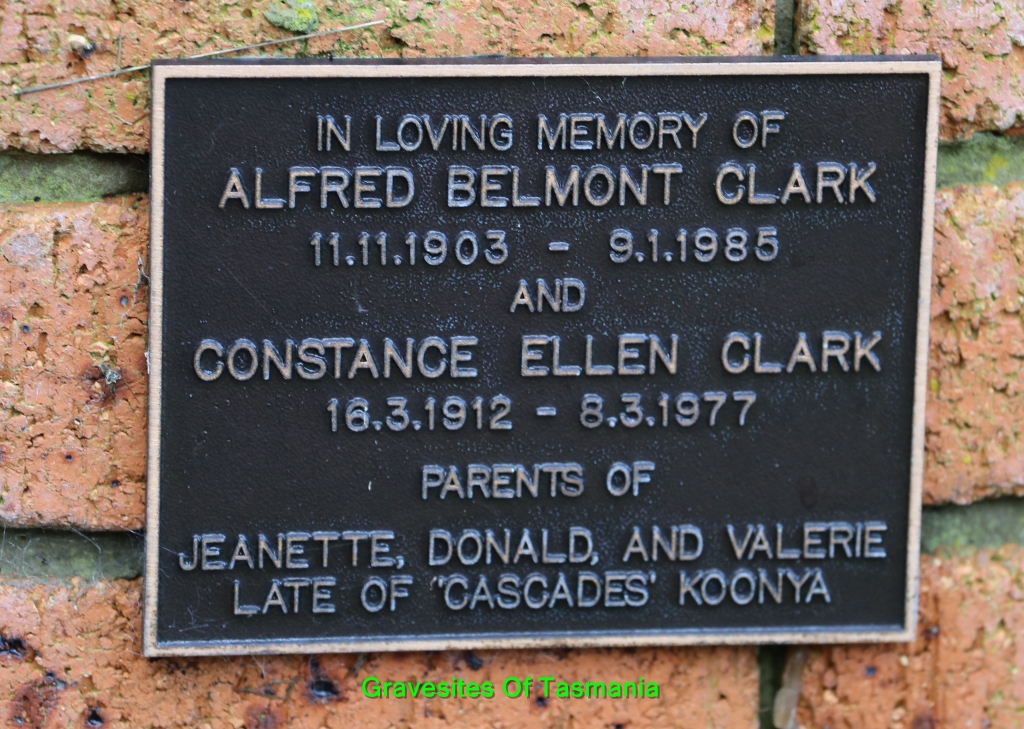 IN LOVING MEMORY OF
ALFRED BELMONT CLARK
11.11.1903 - 9.1.1985
AND
CONSTANCE ELLEN CLARK
16.3.1912 - 8.3.1977
PARENTS OF
JEANETTE, DONALD, AND VALERIE
LATE OF "CASCADES' KOONYA
Gravesites Of Tasmania